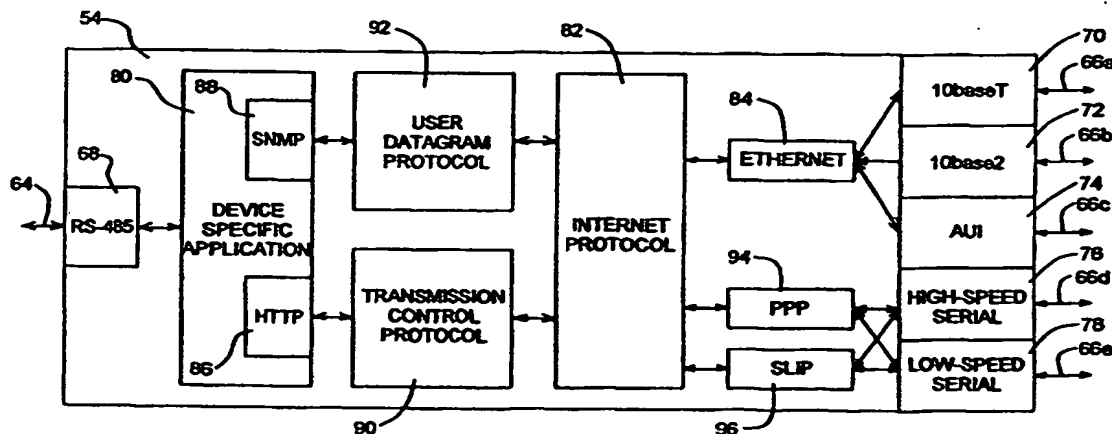 54
92
82
70
66a
80
88
SNMP
USER
DATAGRAM
PROTOCOL
84
ETHERNET
10baseT
72
66b
10base2
74
66c
AUI
64
68
RS-485
DEVICE
SPECIFIC
APPLICATION
INTERNET
PROTOCOL
76
66d
HTTP
86
TRANSMISSION
CONTROL
PROTOCOL
90
94
PPP
HIGH-SPEED
SERIAL
78
66e
SLIP
96
LOW-SPEED
SERIAL